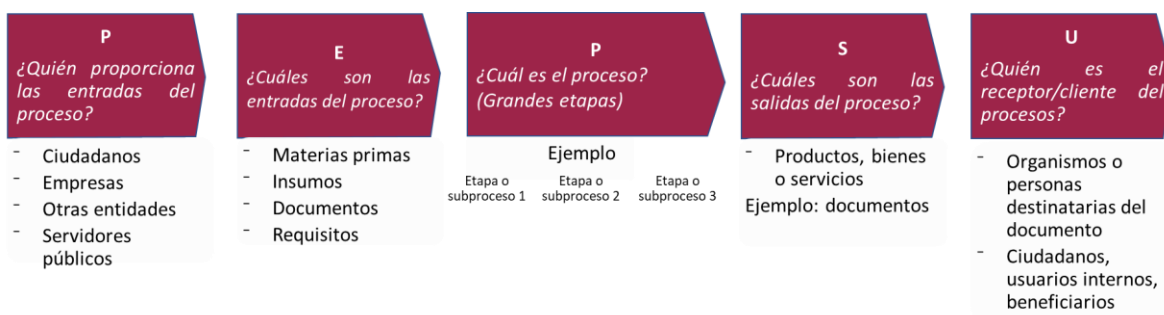 P
¿Quién proporciona
las entradas del
proceso?
- Ciudadanos
- Empresas
- Otras entidades
- Servidores
públicos
E
¿Cuáles son las
entradas del proceso?
- Materias primas
- Insumos
- Documentos
- Requisitos
P
¿Cuál es el proceso?
(Grandes etapas)
Ejemplo
Etapa o
subproceso 1
Etapa o
subproceso 2
Etapa o
subproceso 3
S
¿Cuáles son las
salidas del proceso?
- Productos, bienes
o servicios
Ejemplo: documentos
U
¿Quién es el
receptor/cliente del
procesos?
- Organismos o
personas
destinatarias del
documento
- Ciudadanos,
usuarios internos,
beneficiarios